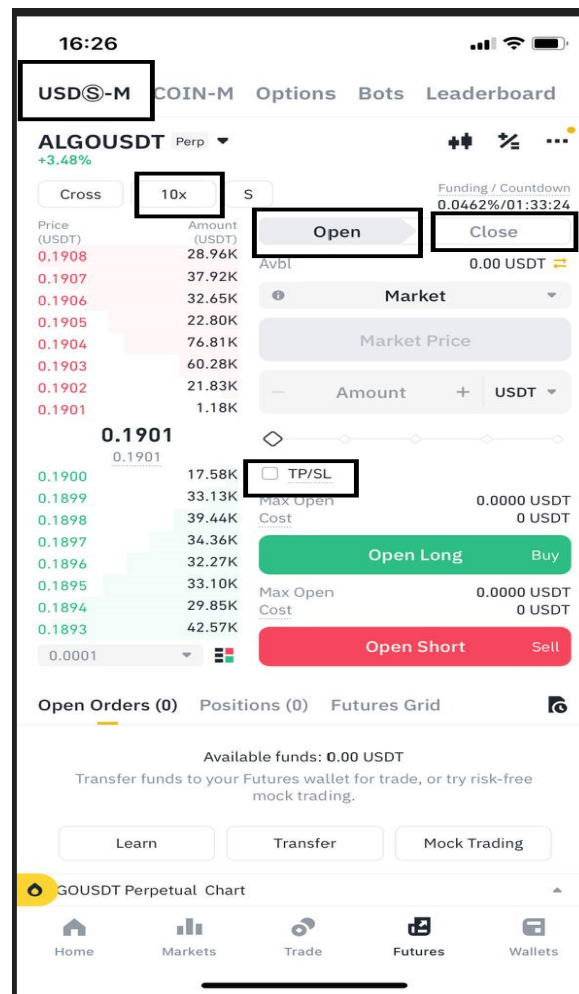 16:26
USDⓈ-M COIN-M Options Bots Leaderboard
ALGOUSDT Perp
+3.48%
Cross 10x S
Funding / Countdown
0.0462%/01:33:24
Price Amount
(USDT) (USDT)
Open Close
0.1908 28.96K
Avbl 0.00 USDT
0.1907 37.92K
0.1906 32.65K
Market
0.1905 22.80K
0.1904 76.81K
Market Price
0.1903 60.28K
0.1902 21.83K
Amount + USDT
0.1901 1.18K
0.1901
0.1901
0.1900 17.58K
TP/SL
0.1899 33.13K
Max Open 0.0000 USDT
0.1898 39.44K
Cost 0 USDT
0.1897 34.36K
Open Long Buy
0.1896 32.27K
0.1895 33.10K
Max Open 0.0000 USDT
0.1894 29.85K
Cost 0 USDT
0.1893 42.57K
Open Short Sell
0.0001
Open Orders (0) Positions (0) Futures Grid
Available funds: 0.00 USDT
Transfer funds to your Futures wallet for trade, or try risk-free
mock trading.
Learn Transfer Mock Trading
GOUSDT Perpetual Chart
Home Markets Trade Futures Wallets